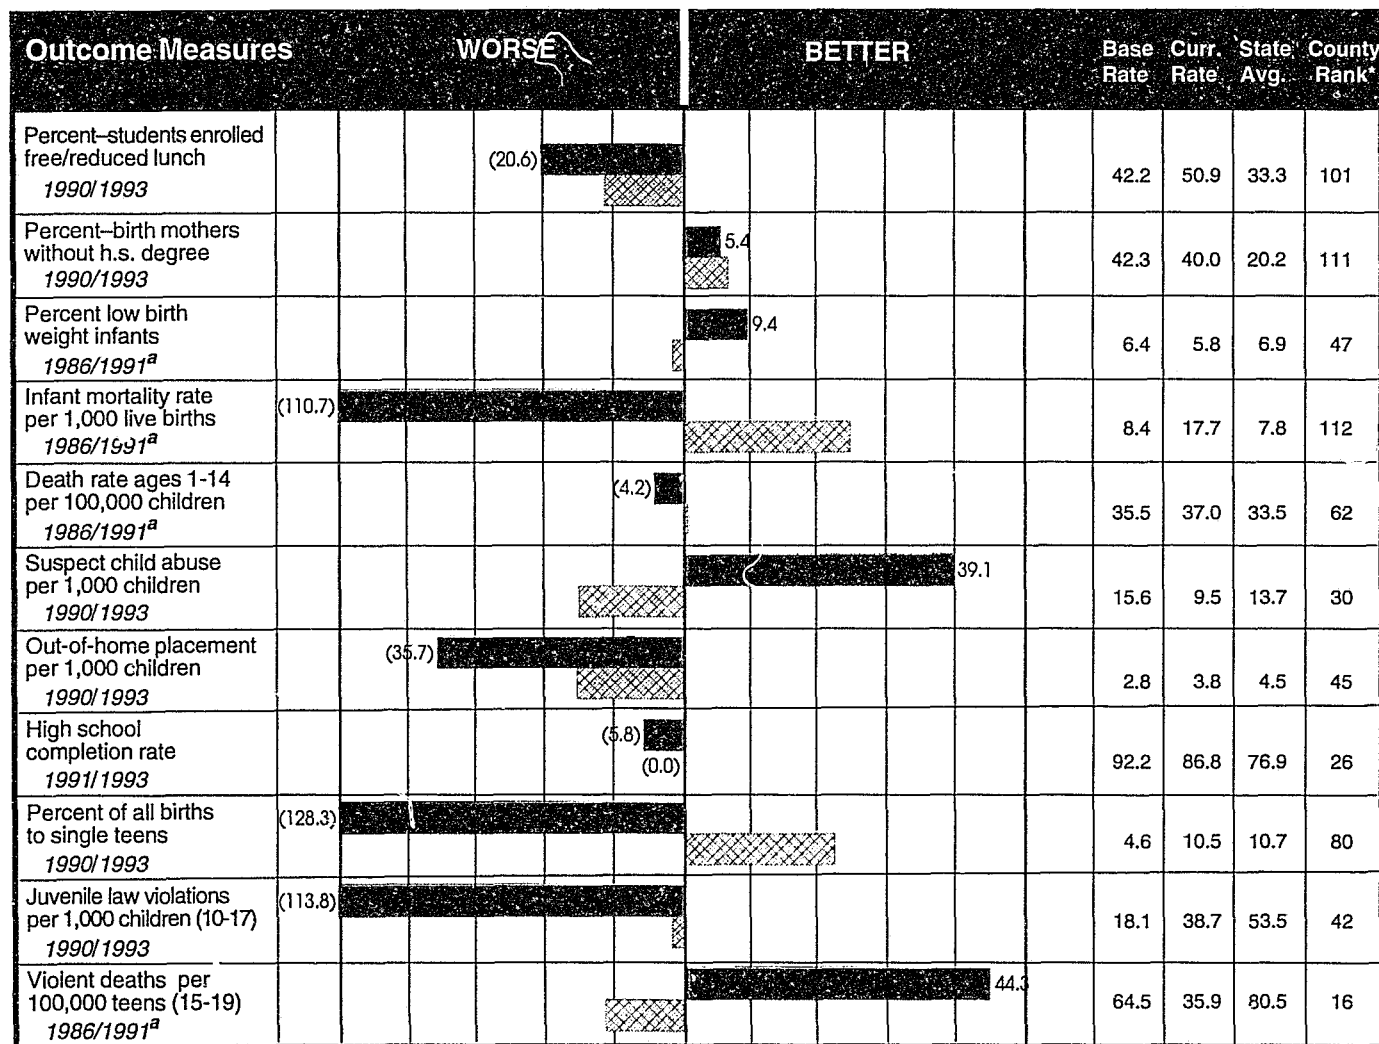 Outcome Measures WORSE BETTER Base Rate Curr. Rate State Avg. County Rank*
Percent–students enrolled
free/reduced lunch
1990/1993
(20.6)
42.2 50.9 33.3 101
Percent–birth mothers
without h.s. degree
1990/1993
5.4
42.3 40.0 20.2 111
Percent low birth
weight infants
1986/1991a
9.4
6.4 5.8 6.9 47
Infant mortality rate
per 1,000 live births
1986/1991a
(110.7)
8.4 17.7 7.8 112
Death rate ages 1-14
per 100,000 children
1986/1991a
(4.2)
35.5 37.0 33.5 62
Suspect child abuse
per 1,000 children
1990/1993
39.1
15.6 9.5 13.7 30
Out-of-home placement
per 1,000 children
1990/1993
(35.7)
2.8 3.8 4.5 45
High school
completion rate
1991/1993
(5.8)
(0.0)
92.2 86.8 76.9 26
Percent of all births
to single teens
1990/1993
(128.3)
4.6 10.5 10.7 80
Juvenile law violations
per 1,000 children (10-17)
1990/1993
(113.8)
18.1 38.7 53.5 42
Violent deaths per
100,000 teens (15-19)
1986/1991a
44.3
64.5 35.9 80.5 16